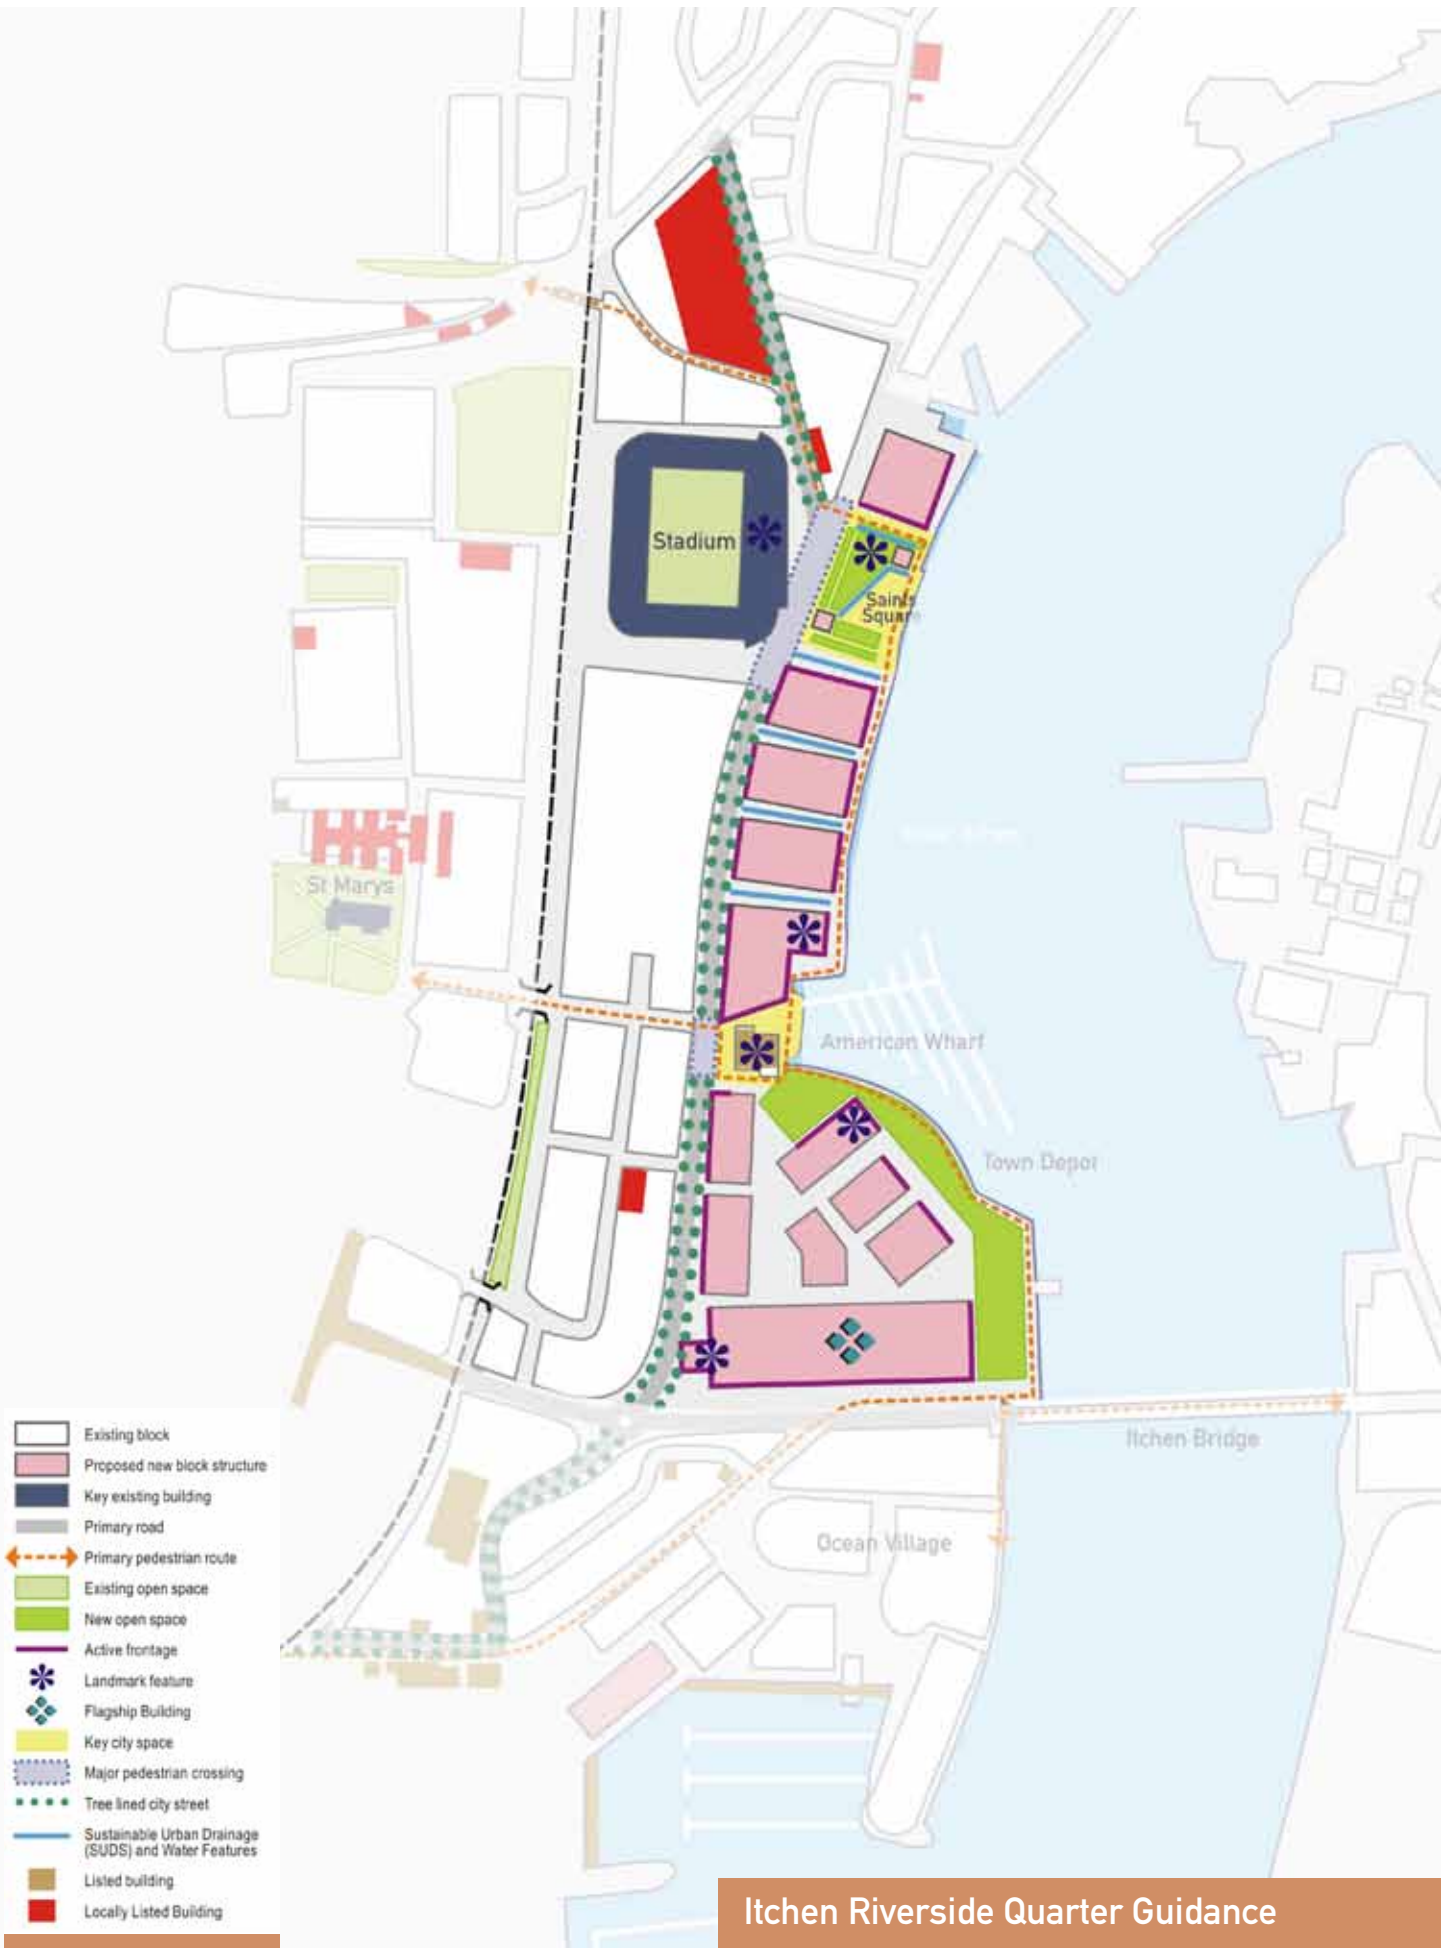 Stadium
Saints
Square
St Marys
American Wharf
Town Depot
Itchen Bridge
Ocean Village
Existing block
Proposed new block structure
Key existing building
Primary road
Primary pedestrian route
Existing open space
New open space
Active frontage
Landmark feature
Flagship Building
Key city space
Major pedestrian crossing
Tree lined city street
Sustainable Urban Drainage
(SUDS) and Water Features
Listed building
Locally Listed Building
Itchen Riverside Quarter Guidance